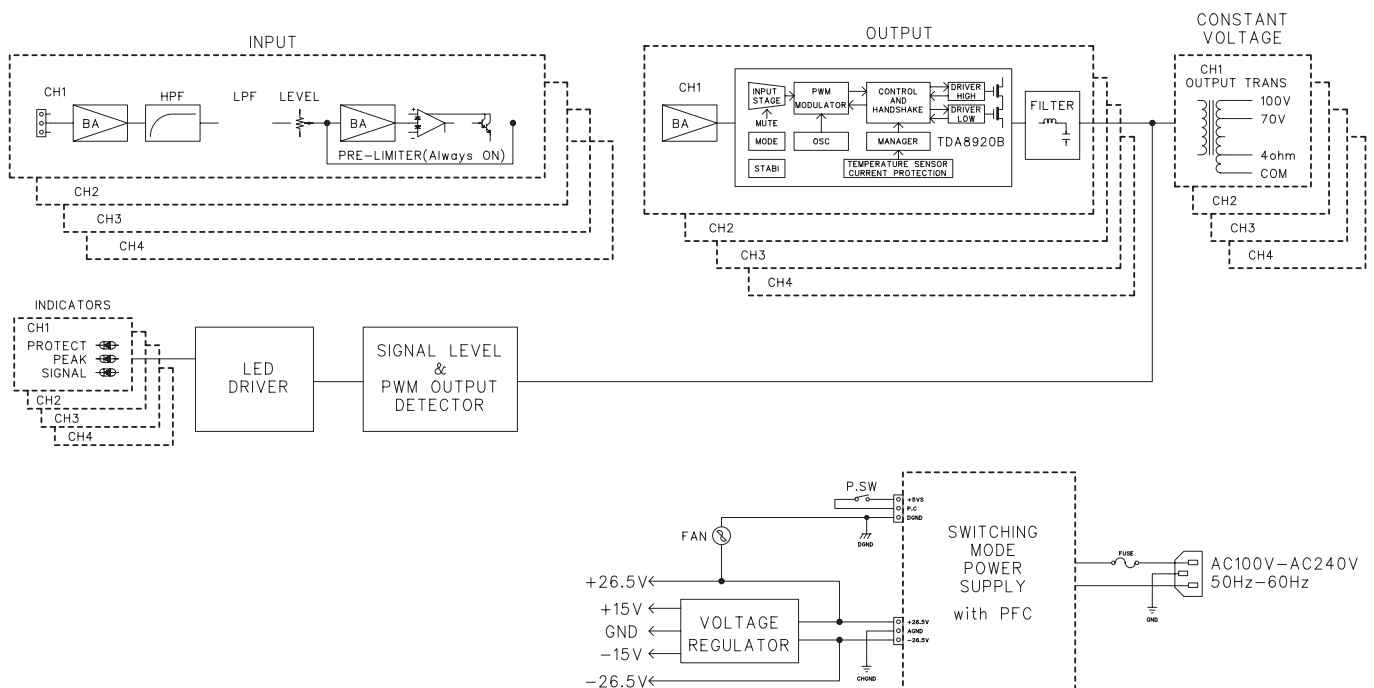 INPUT
CH1
HPF
LPF
LEVEL
BA
BA
PRE-LIMITER(Always ON)
CH2
CH3
CH4
OUTPUT
CH1
BA
INPUT
STAGE
MUTE
MODE
STABI
PWM
MODULATOR
OSC
CONTROL
AND
HANDSHAKE
DRIVER
HIGH
DRIVER
LOW
MANAGER
TDA8920B
TEMPERATURE SENSOR
CURRENT PROTECTION
FILTER
CH2
CH3
CH4
CONSTANT
VOLTAGE
CH1
OUTPUT TRANS
100V
70V
4ohm
COM
CH2
CH3
CH4
INDICATORS
CH1
PROTECT
PEAK
SIGNAL
CH2
CH3
CH4
LED
DRIVER
SIGNAL LEVEL
&
PWM OUTPUT
DETECTOR
P.SW
+5VS
P.C
DGND
DGND
FAN
+26.5V
+15V
GND
-15V
-26.5V
VOLTAGE
REGULATOR
+26.5V
AGND
-26.5V
CHGND
SWITCHING
MODE
POWER
SUPPLY
with PFC
FUSE
GND
AC100V-AC240V
50Hz-60Hz